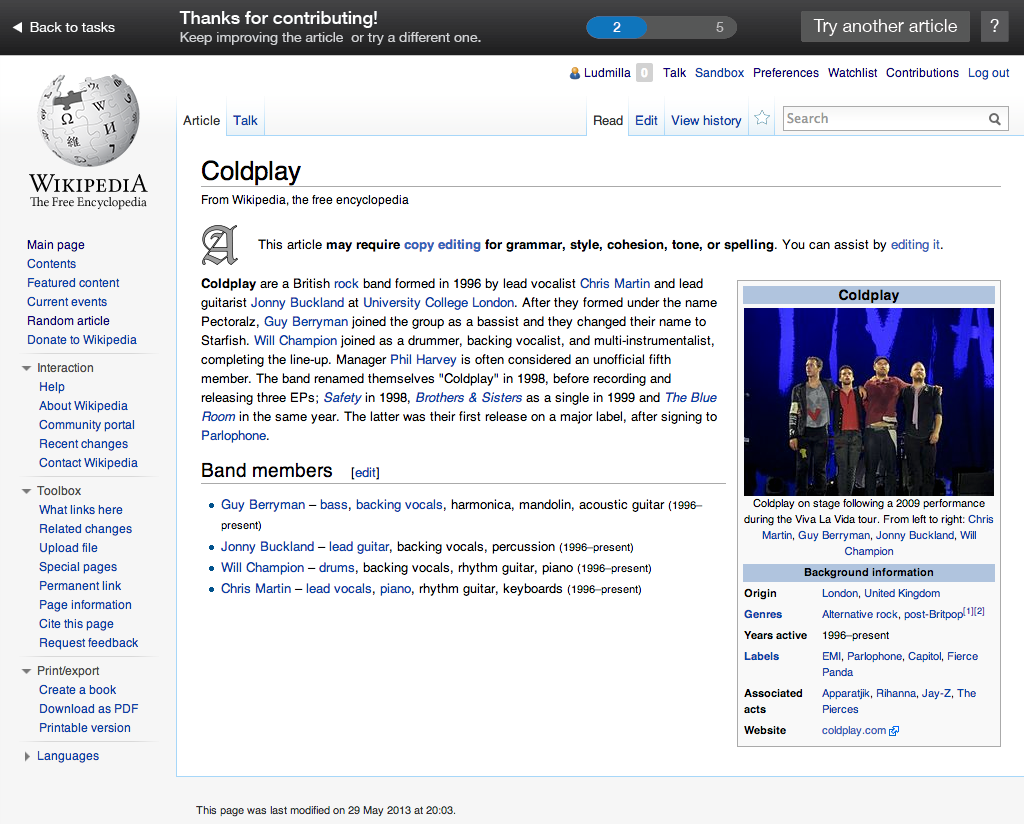 Back to tasks
Thanks for contributing!
Keep improving the article or try a different one.
2
5
Try another article
?
Ludmilla 0 Talk Sandbox Preferences Watchlist Contributions Log out
Article Talk
Read Edit View history
Search
Ω
W
И
維
WIKIPEDIA
The Free Encyclopedia
Main page
Contents
Featured content
Current events
Random article
Donate to Wikipedia
Interaction
Help
About Wikipedia
Community portal
Recent changes
Contact Wikipedia
Toolbox
What links here
Related changes
Upload file
Special pages
Permanent link
Page information
Cite this page
Request feedback
Print/export
Create a book
Download as PDF
Printable version
Languages
Coldplay
From Wikipedia, the free encyclopedia
A
This article may require copy editing for grammar, style, cohesion, tone, or spelling. You can assist by editing it.
Coldplay are a British rock band formed in 1996 by lead vocalist Chris Martin and lead
guitarist Jonny Buckland at University College London. After they formed under the name
Pectoralz, Guy Berryman joined the group as a bassist and they changed their name to
Starfish. Will Champion joined as a drummer, backing vocalist, and multi-instrumentalist,
completing the line-up. Manager Phil Harvey is often considered an unofficial fifth
member. The band renamed themselves "Coldplay" in 1998, before recording and
releasing three EPs; Safety in 1998, Brothers & Sisters as a single in 1999 and The Blue
Room in the same year. The latter was their first release on a major label, after signing to
Parlophone.
Band members [edit]
• Guy Berryman – bass, backing vocals, harmonica, mandolin, acoustic guitar (1996–
present)
• Jonny Buckland – lead guitar, backing vocals, percussion (1996–present)
• Will Champion – drums, backing vocals, rhythm guitar, piano (1996–present)
• Chris Martin – lead vocals, piano, rhythm guitar, keyboards (1996–present)
Coldplay
VIVA
Coldplay on stage following a 2009 performance
during the Viva La Vida tour. From left to right: Chris
Martin, Guy Berryman, Jonny Buckland, Will
Champion
Background information
Origin London, United Kingdom
Genres Alternative rock, post-Britpop[1][2]
Years active 1996–present
Labels EMI, Parlophone, Capitol, Fierce
Panda
Associated Apparatjik, Rihanna, Jay-Z, The
acts Pierces
Website coldplay.com
This page was last modified on 29 May 2013 at 20:03.